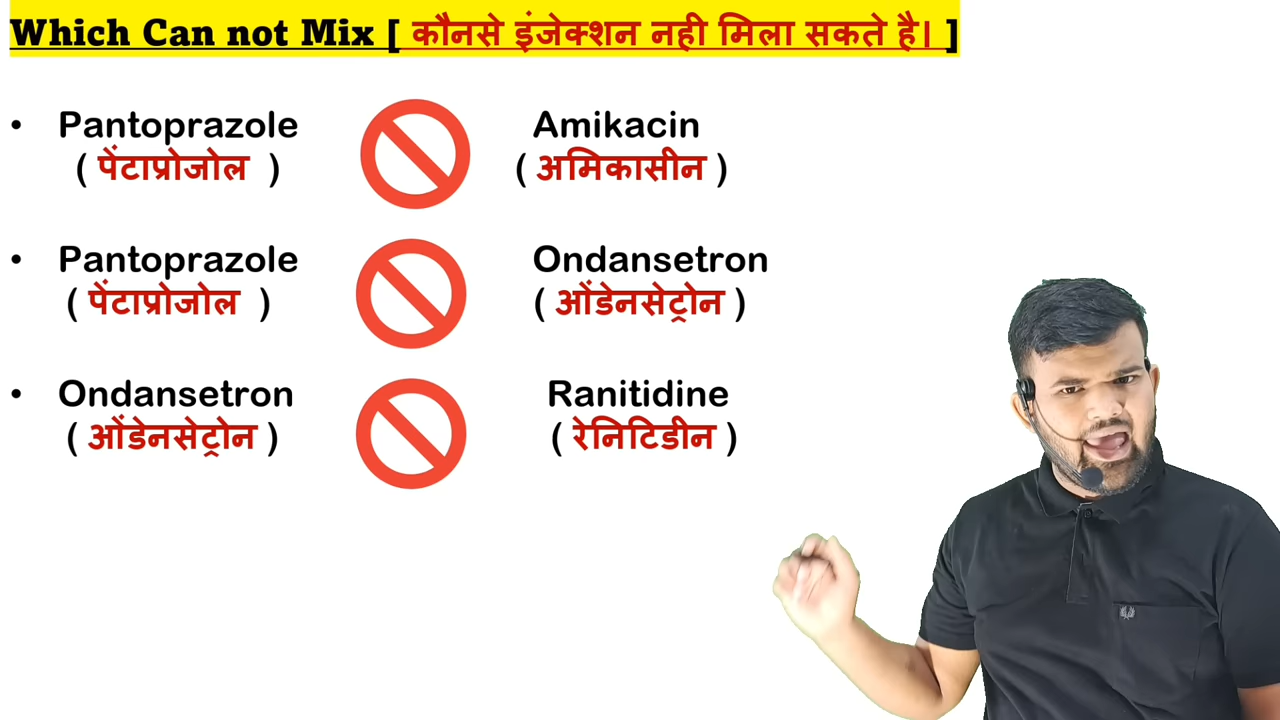 Which Can not Mix [ कौनसे इंजेक्शन नही मिला सकते है। ]
• Pantoprazole Amikacin
( पेंटाप्रोजोल ) ( अमिकासीन )
• Pantoprazole Ondansetron
( पेंटाप्रोजोल ) ( ओंडेनसेट्रोन )
• Ondansetron Ranitidine
( ओंडेनसेट्रोन ) ( रेनिटिडीन )